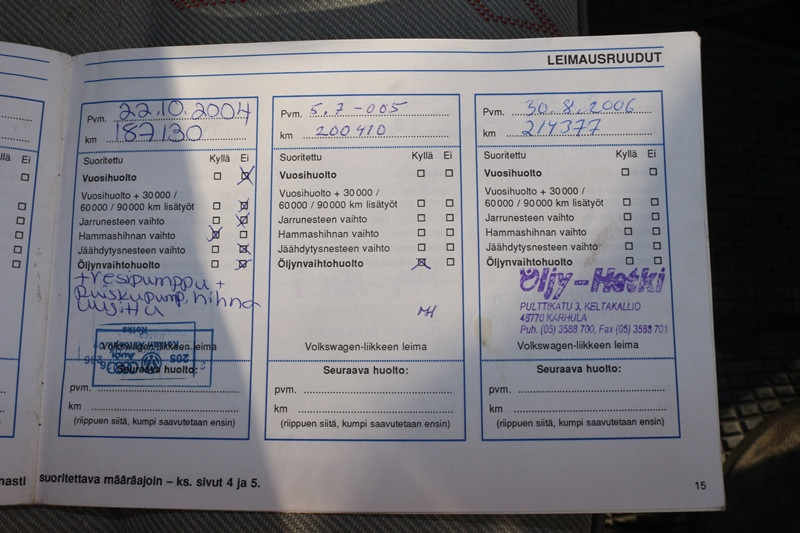 LEIMAUSRUUDUT
Pvm. 22.10.2004
km 187130
Suoritettu Kyllä Ei
Vuosihuolto
Vuosihuolto + 30 000 /
60 000 / 90 000 km lisätyöt
Jarrunesteen vaihto
Hammashihnan vaihto
Jäähdytysnesteen vaihto
Öljynvaihtohuolto
+vesipumppu +
ruiskupump. hihna
uusittu
Volkswagen-liikkeen leima
Seuraava huolto:
pvm.
km
(riippuen siitä, kumpi saavutetaan ensin)
Pvm. 5.7-005
km 200410
Suoritettu Kyllä Ei
Vuosihuolto
Vuosihuolto + 30 000 /
60 000 / 90 000 km lisätyöt
Jarrunesteen vaihto
Hammashihnan vaihto
Jäähdytysnesteen vaihto
Öljynvaihtohuolto
Volkswagen-liikkeen leima
Seuraava huolto:
pvm.
km
(riippuen siitä, kumpi saavutetaan ensin)
Pvm. 30.8.2006
km 214377
Suoritettu Kyllä Ei
Vuosihuolto
Vuosihuolto + 30 000 /
60 000 / 90 000 km lisätyöt
Jarrunesteen vaihto
Hammashihnan vaihto
Jäähdytysnesteen vaihto
Öljynvaihtohuolto
Öljy-Hetki
PULTTIKATU 3, KELTAKALLIO
48770 KARHULA
Puh. (05) 3588 700, Fax (05) 3588 701
Volkswagen-liikkeen leima
Seuraava huolto:
pvm.
km
(riippuen siitä, kumpi saavutetaan ensin)
Ei
suoritettava määräajoin – ks. sivut 4 ja 5.
15